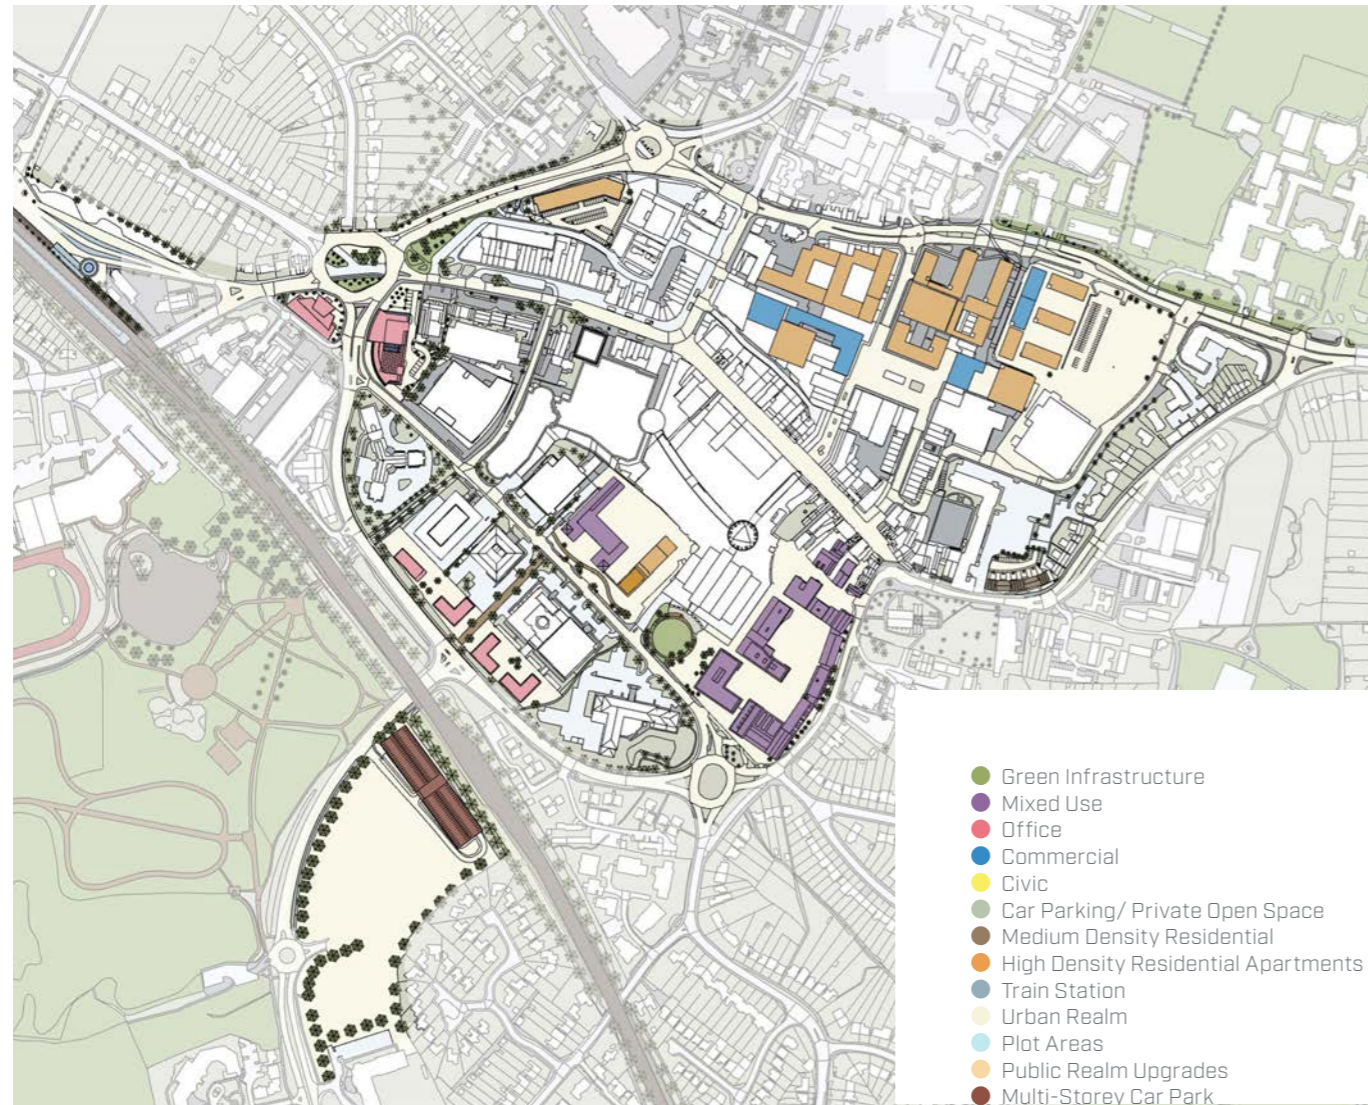 Green Infrastructure
Mixed Use
Office
Commercial
Civic
Car Parking/ Private Open Space
Medium Density Residential
High Density Residential Apartments
Train Station
Urban Realm
Plot Areas
Public Realm Upgrades
Multi-Storey Car Park